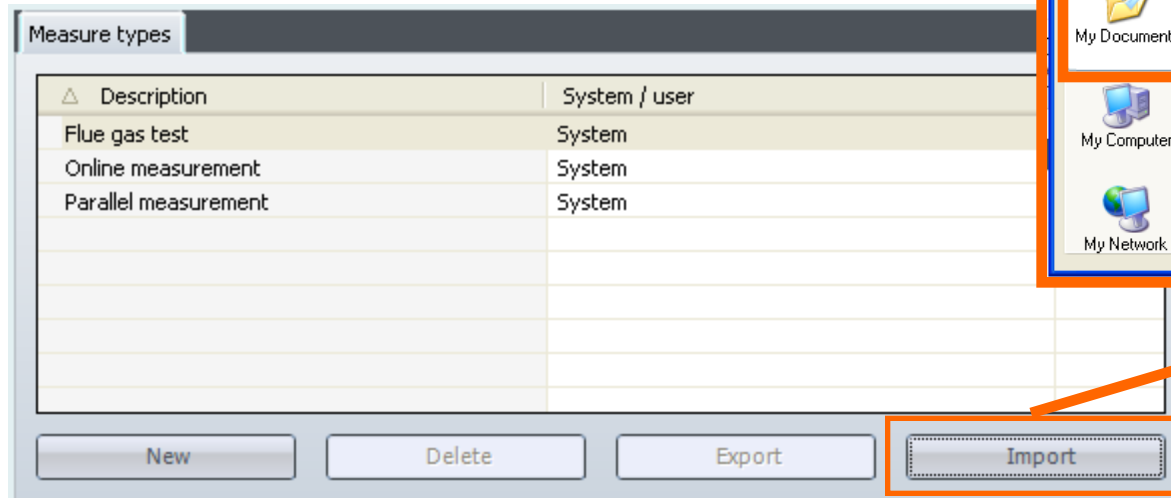 Measure types
Description System / user
Flue gas test System
Online measurement System
Parallel measurement System
New Delete Export Import
My Document
My Computer
My Network